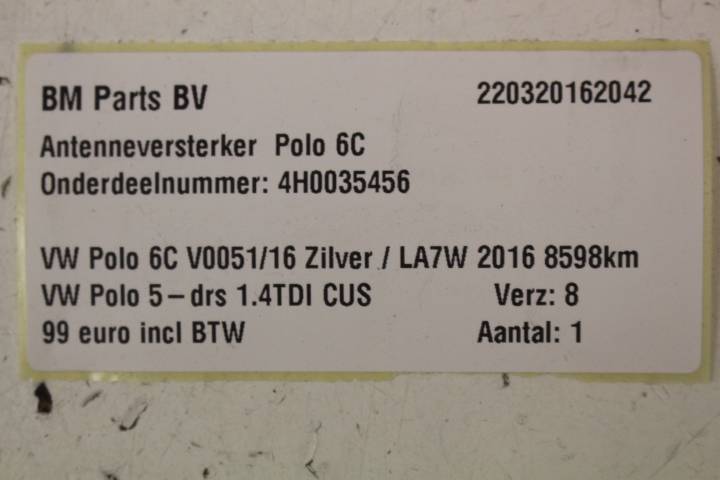 BM Parts BV 220320162042
Antenneversterker Polo 6C
Onderdeelnummer: 4H0035456
VW Polo 6C V0051/16 Zilver / LA7W 2016 8598km
VW Polo 5-drs 1.4TDI CUS Verz: 8
99 euro incl BTW Aantal: 1